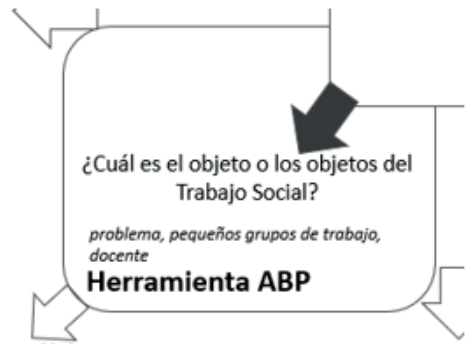 ¿Cuál es el objeto o los objetos del
Trabajo Social?
problema, pequeños grupos de trabajo,
docente
Herramienta ABP